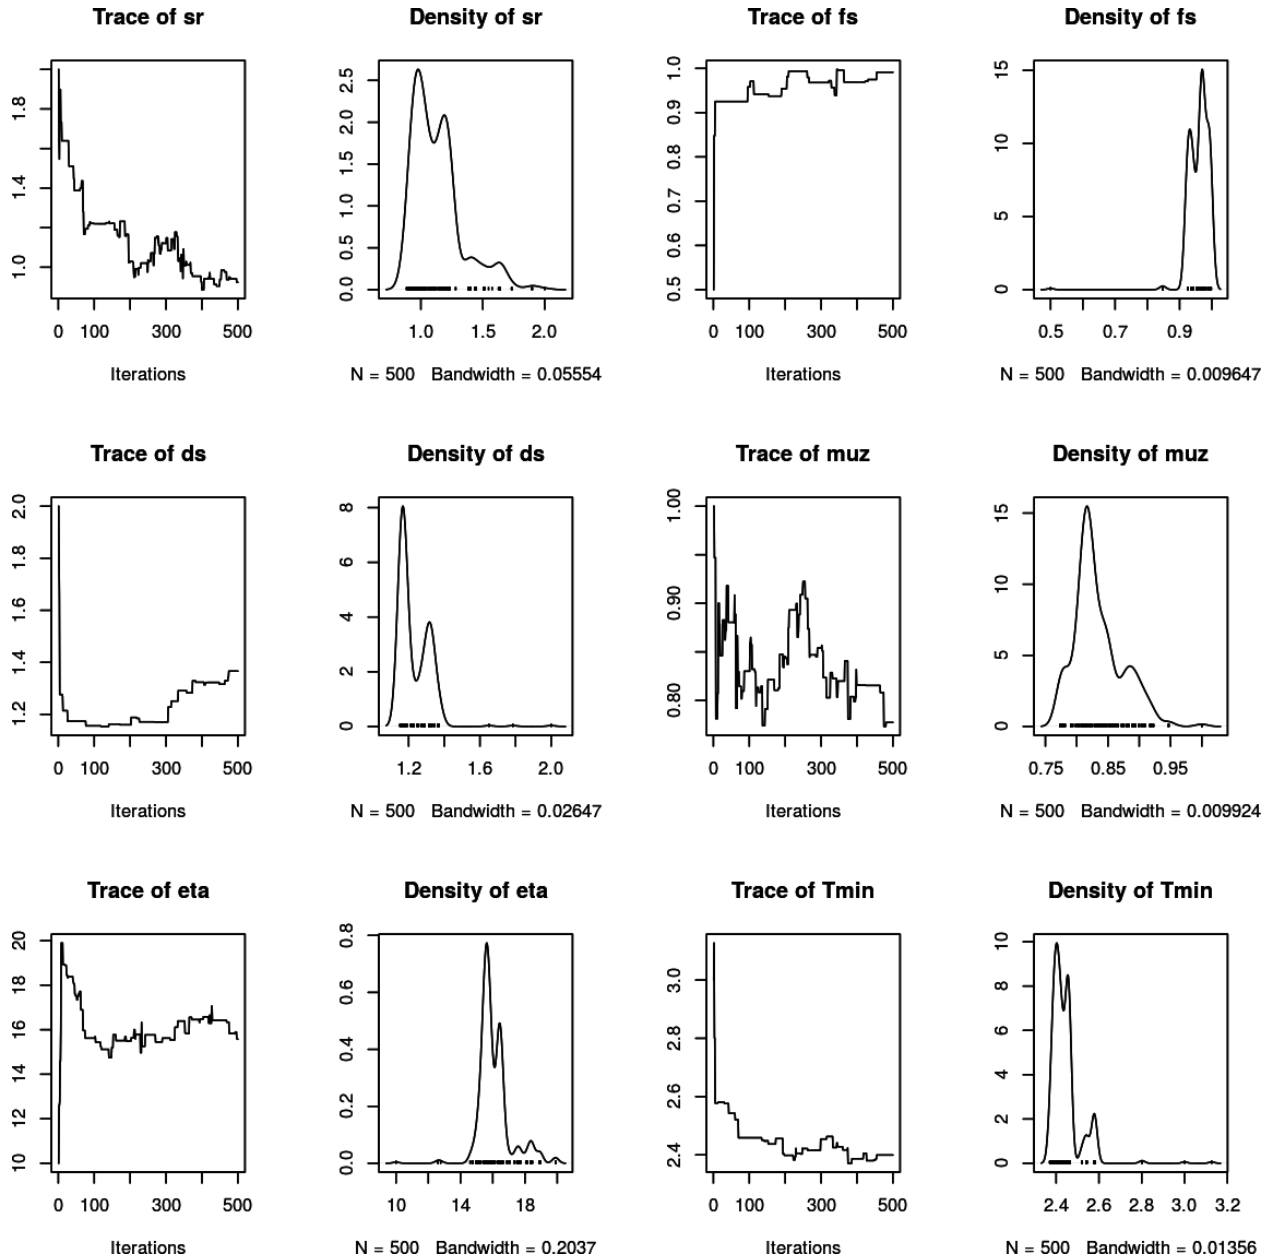 Trace of sr Density of sr Trace of fs Density of fs
1.0 1.4 1.8
0 100 300 500
Iterations
0.0 0.5 1.0 1.5 2.0 2.5
1.0 1.5 2.0
N = 500 Bandwidth = 0.05554
0.5 0.6 0.7 0.8 0.9 1.0
0 100 300 500
Iterations
0 5 10 15
0.5 0.7 0.9
N = 500 Bandwidth = 0.009647
Trace of ds Density of ds Trace of muz Density of muz
1.2 1.4 1.6 1.8 2.0
0 100 300 500
Iterations
0 2 4 6 8
1.2 1.6 2.0
N = 500 Bandwidth = 0.02647
0.80 0.90 1.00
0 100 300 500
Iterations
0 5 10 15
0.75 0.85 0.95
N = 500 Bandwidth = 0.009924
Trace of eta Density of eta Trace of Tmin Density of Tmin
10 12 14 16 18 20
0 100 300 500
Iterations
0.0 0.2 0.4 0.6 0.8
10 14 18
N = 500 Bandwidth = 0.2037
2.4 2.6 2.8 3.0
0 100 300 500
Iterations
0 2 4 6 8 10
2.4 2.6 2.8 3.0 3.2
N = 500 Bandwidth = 0.01356